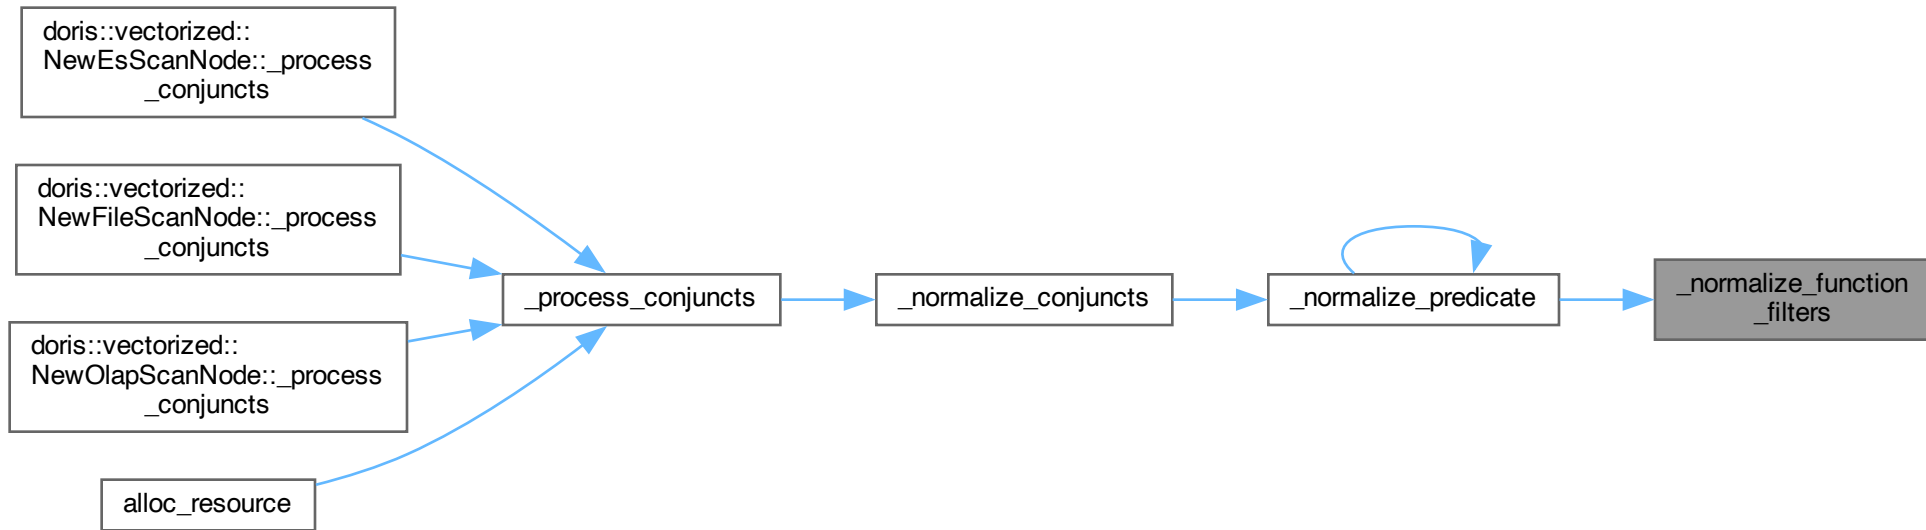 doris::vectorized::
NewEsScanNode::_process
_conjuncts
doris::vectorized::
NewFileScanNode::_process
_conjuncts
doris::vectorized::
NewOlapScanNode::_process
_conjuncts
alloc_resource
_process_conjuncts
_normalize_conjuncts
_normalize_predicate
_normalize_function
_filters